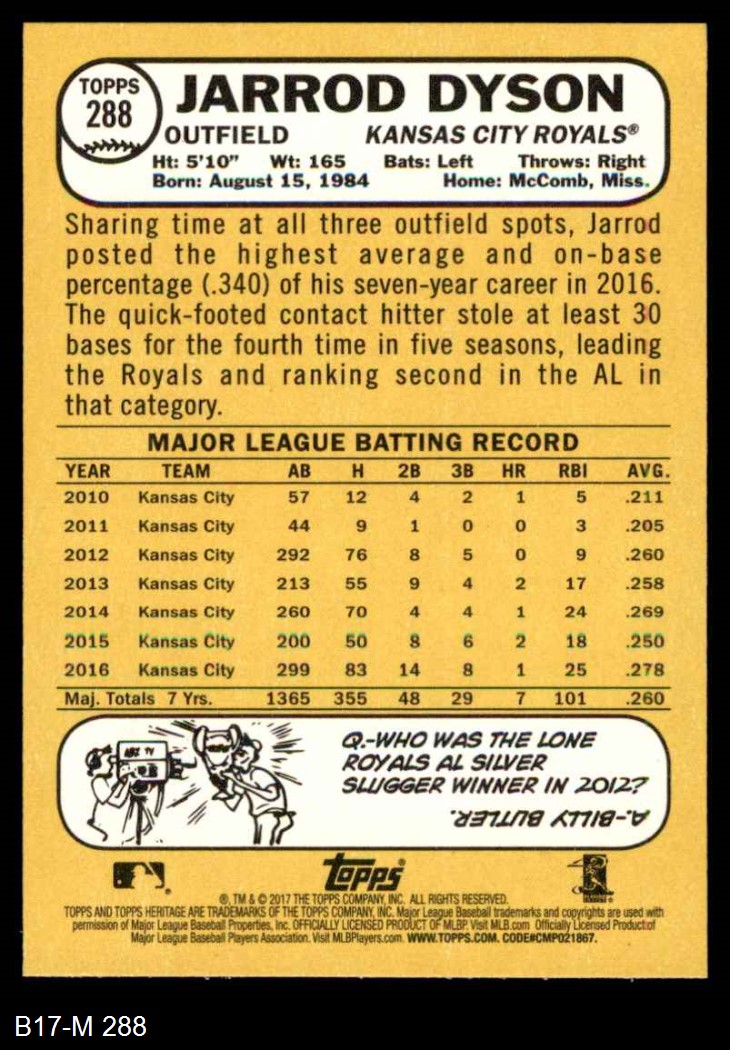 TOPPS
288
JARROD DYSON
OUTFIELD KANSAS CITY ROYALS®
Ht: 5'10" Wt: 165 Bats: Left Throws: Right
Born: August 15, 1984 Home: McComb, Miss.
Sharing time at all three outfield spots, Jarrod
posted the highest average and on-base
percentage (.340) of his seven-year career in 2016.
The quick-footed contact hitter stole at least 30
bases for the fourth time in five seasons, leading
the Royals and ranking second in the AL in
that category.
MAJOR LEAGUE BATTING RECORD
YEAR TEAM AB H 2B 3B HR RBI AVG.
2010 Kansas City 57 12 4 2 1 5 .211
2011 Kansas City 44 9 1 0 0 3 .205
2012 Kansas City 292 76 8 5 0 9 .260
2013 Kansas City 213 55 9 4 2 17 .258
2014 Kansas City 260 70 4 4 1 24 .269
2015 Kansas City 200 50 8 6 2 18 .250
2016 Kansas City 299 83 14 8 1 25 .278
Maj. Totals 7 Yrs. 1365 355 48 29 7 101 .260
Q.-WHO WAS THE LONE
ROYALS AL SILVER
SLUGGER WINNER IN 2012?
A.-BILLY BUTLER.
topps®
®, TM & © 2017 THE TOPPS COMPANY, INC. ALL RIGHTS RESERVED.
TOPPS AND TOPPS HERITAGE ARE TRADEMARKS OF THE TOPPS COMPANY, INC. Major League Baseball trademarks and copyrights are used with
permission of Major League Baseball Properties, Inc. OFFICIALLY LICENSED PRODUCT OF MLBP. Visit MLB.com Officially Licensed Product of
Major League Baseball Players Association. Visit MLBPlayers.com. WWW.TOPPS.COM. CODE#CMP021867.
B17-M 288